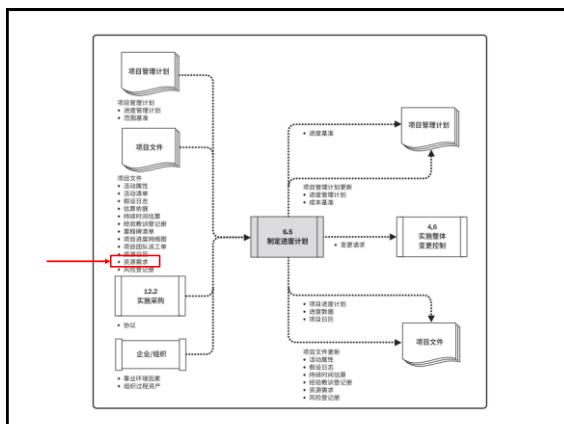 项目管理计划
项目管理计划
• 进度管理计划
• 范围基准
项目文件
项目文件
• 活动属性
• 活动清单
• 假设日志
• 估算依据
• 持续时间估算
• 经验教训登记册
• 里程碑清单
• 项目进度网络图
• 项目团队派工单
• 资源日历
• 资源需求
• 风险登记册
12.2
实施采购
• 协议
企业/组织
• 事业环境因素
• 组织过程资产
6.5
制定进度计划
• 进度基准
项目管理计划更新
• 进度管理计划
• 成本基准
• 变更请求
• 项目进度计划
• 进度数据
• 项目日历
项目文件更新
• 活动属性
• 假设日志
• 持续时间估算
• 经验教训登记册
• 资源需求
• 风险登记册
项目管理计划
4.6
实施整体
变更控制
项目文件